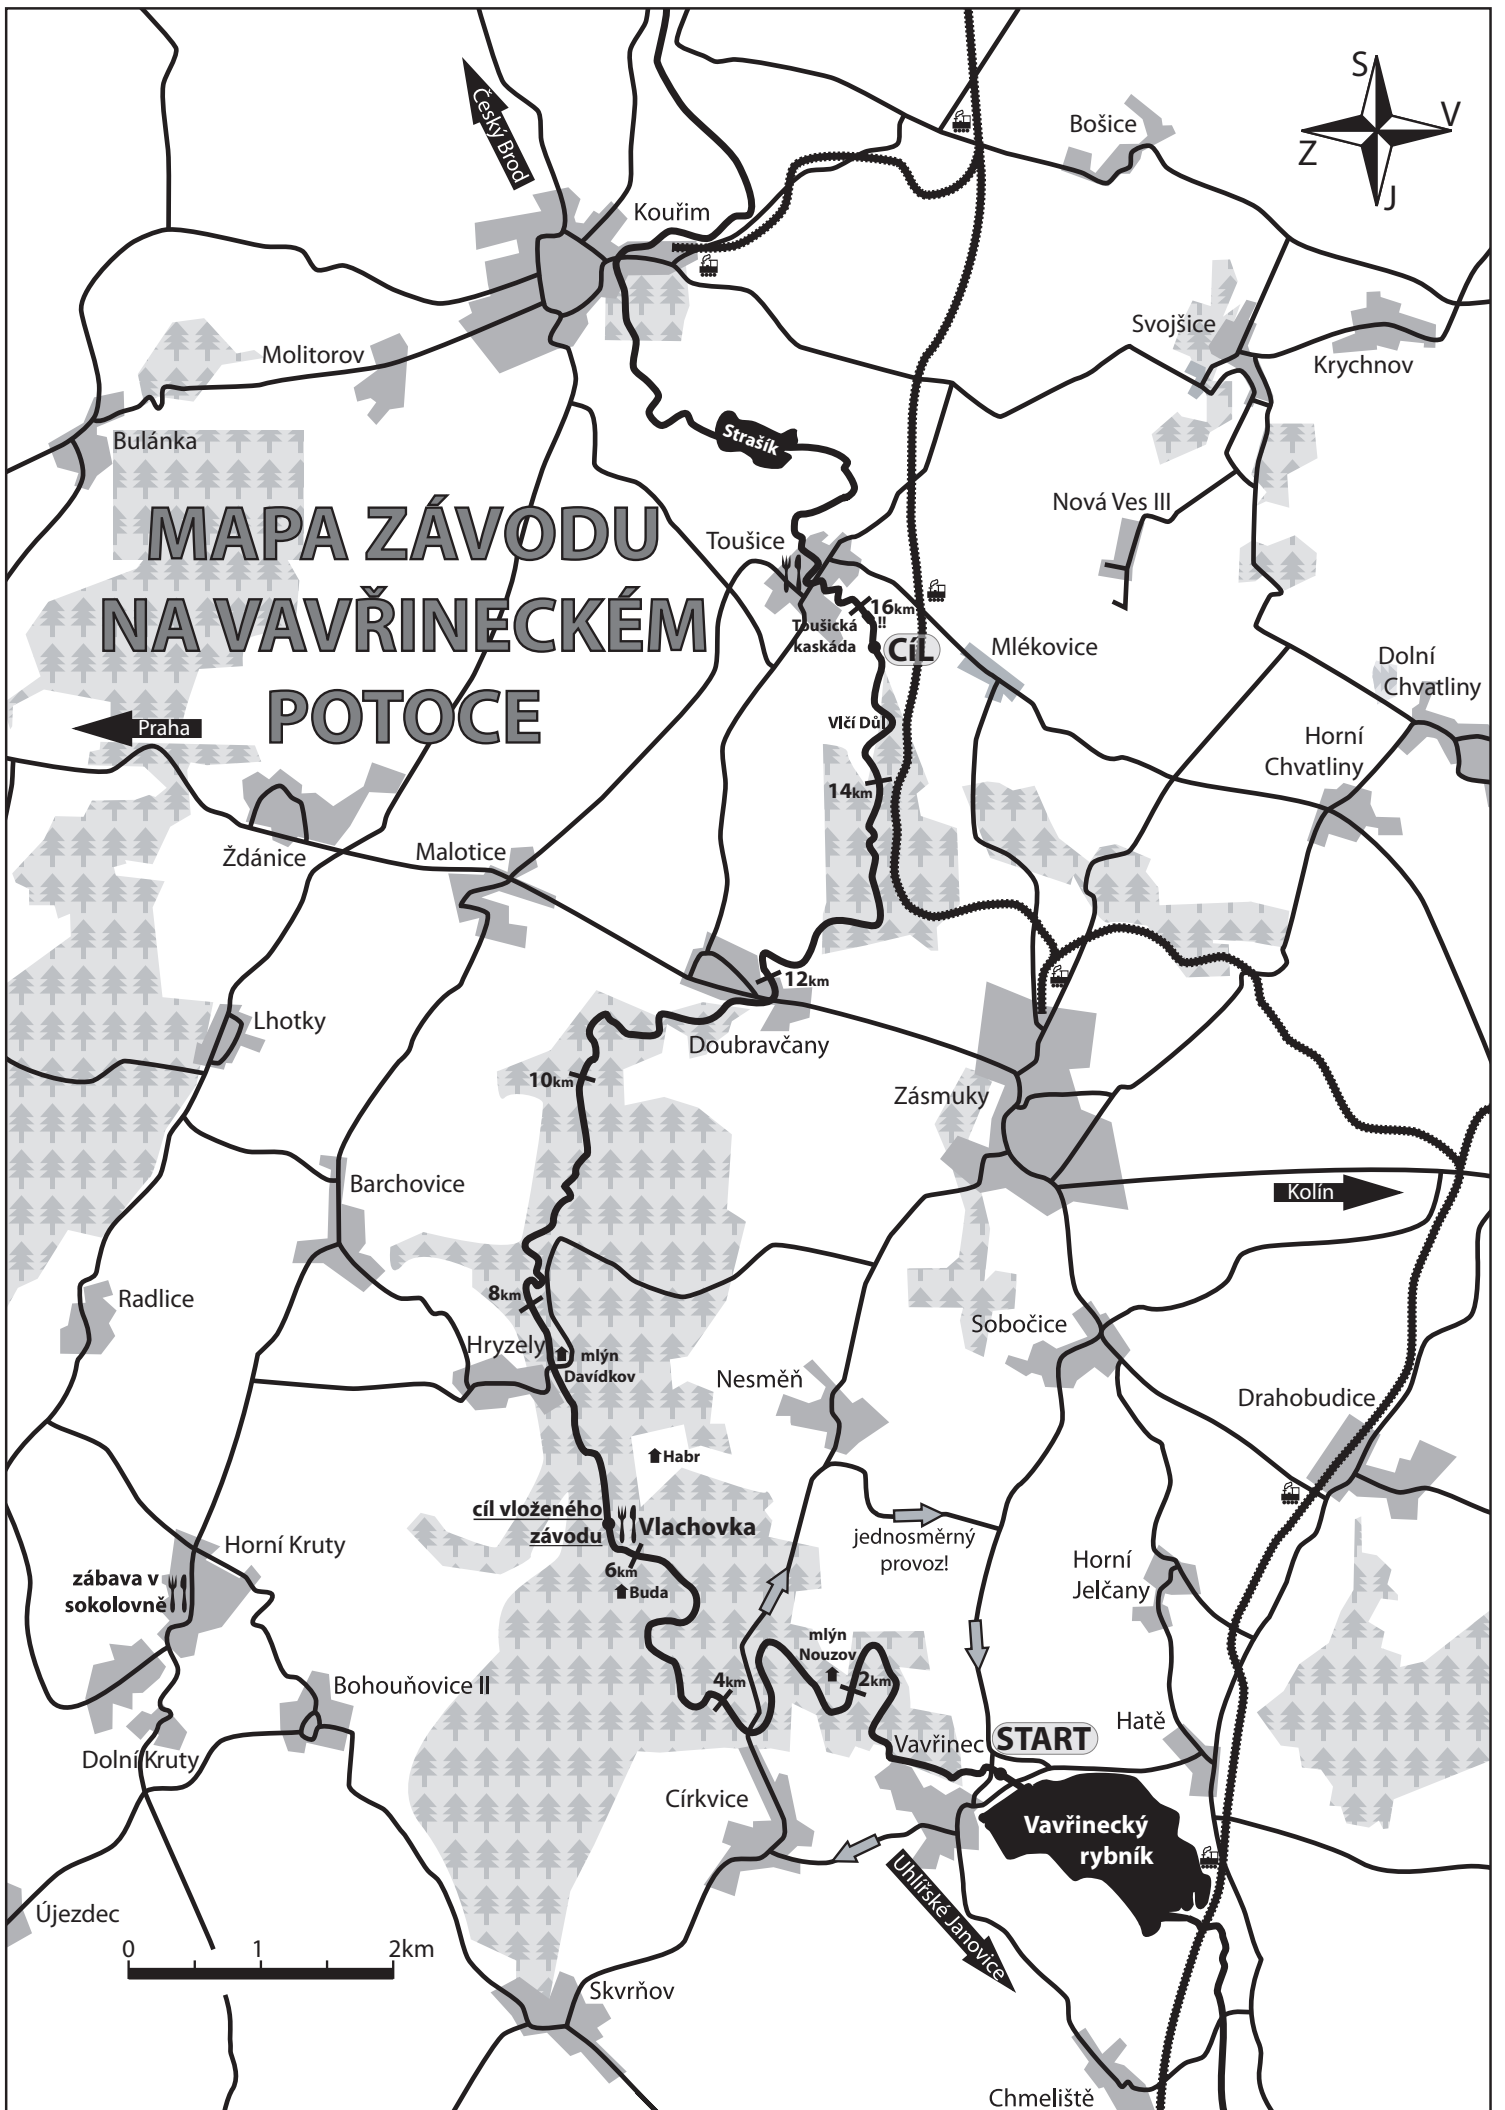 S
V
Z
J
Český Brod
Bošice
Kouřim
Svojšice
Krychnov
Molitorov
Bulánka
Strašík
MAPA ZÁVODU
NA VAVŘINECKÉM
POTOCE
Nová Ves III
Toušice
16km
!!
Toušická
kaskáda
CÍL
Mlékovice
Dolní
Chvatliny
Praha
Vlčí Důl
Horní
Chvatliny
14km
Ždánice
Malotice
12km
Lhotky
Doubravčany
10km
Zásmuky
Barchovice
Kolín
8km
Radlice
Hryzely
mlýn
Davídkov
Sobočice
Nesměň
Drahobudice
Habr
cíl vloženého
závodu
Vlachovka
jednosměrný
provoz!
Horní Kruty
zábava v
sokolovně
6km
Buda
Horní
Jelčany
mlýn
Nouzov
4km
2km
Bohouňovice II
Dolní Kruty
Vavřinec
START
Hatě
Církvice
Vavřinecký
rybník
Uhlířské Janovice
Újezdec
0 1 2km
Skvrňov
Chmeliště